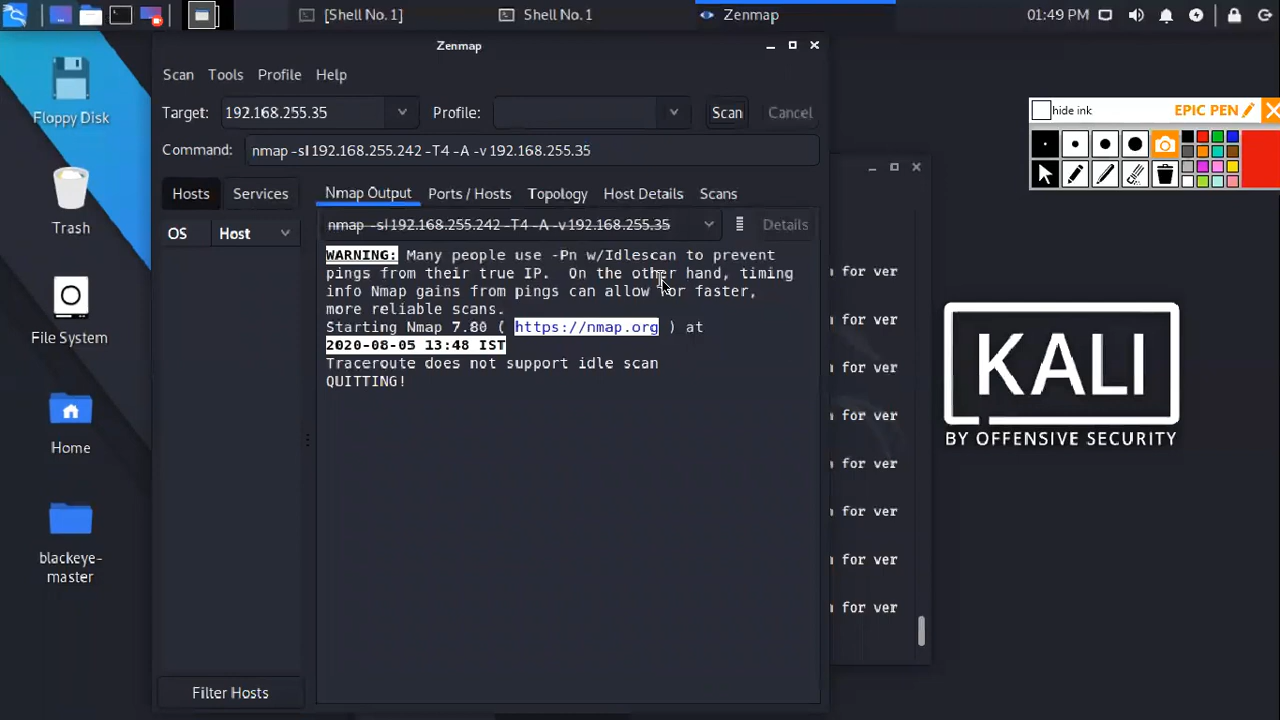 [Shell No. 1]
Shell No. 1
Zenmap
01:49 PM
Zenmap
Scan Tools Profile Help
Target: 192.168.255.35 Profile: Scan Cancel
Command: nmap -sI 192.168.255.242 -T4 -A -v 192.168.255.35
Hosts Services
OS Host
Filter Hosts
Nmap Output Ports / Hosts Topology Host Details Scans
nmap -sI 192.168.255.242 -T4 -A -v 192.168.255.35 Details
WARNING: Many people use -Pn w/Idlescan to prevent
pings from their true IP. On the other hand, timing
info Nmap gains from pings can allow for faster,
more reliable scans.
Starting Nmap 7.80 ( https://nmap.org ) at
2020-08-05 13:48 IST
Traceroute does not support idle scan
QUITTING!
for ver
for ver
for ver
for ver
for ver
for ver
for ver
Floppy Disk
Trash
File System
Home
blackeye-
master
hide ink EPIC PEN
KALI
BY OFFENSIVE SECURITY